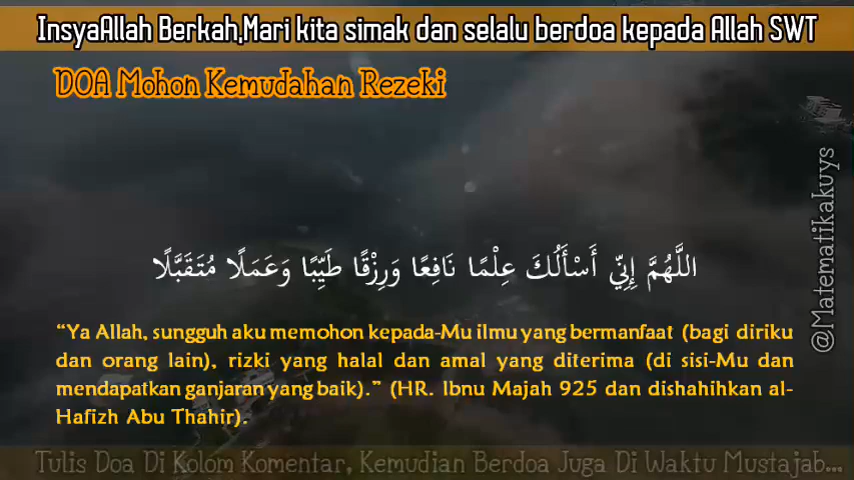 InsyaAllah Berkah,Mari kita simak dan selalu berdoa kepada Allah SWT
DOA Mohon Kemudahan Rezeki
@Matematikakuys
اللَّهُمَّ إِنِّي أَسْأَلُكَ عِلْمًا نَافِعًا وَرِزْقًا طَيِّبًا وَعَمَلًا مُتَقَبَّلًا
“Ya Allah, sungguh aku memohon kepada-Mu ilmu yang bermanfaat (bagi diriku
dan orang lain), rizki yang halal dan amal yang diterima (di sisi-Mu dan
mendapatkan ganjaran yang baik).” (HR. Ibnu Majah 925 dan dishahihkan al-
Hafizh Abu Thahir).
Tulis Doa Di Kolom Komentar, Kemudian Berdoa Juga Di Waktu Mustajab...